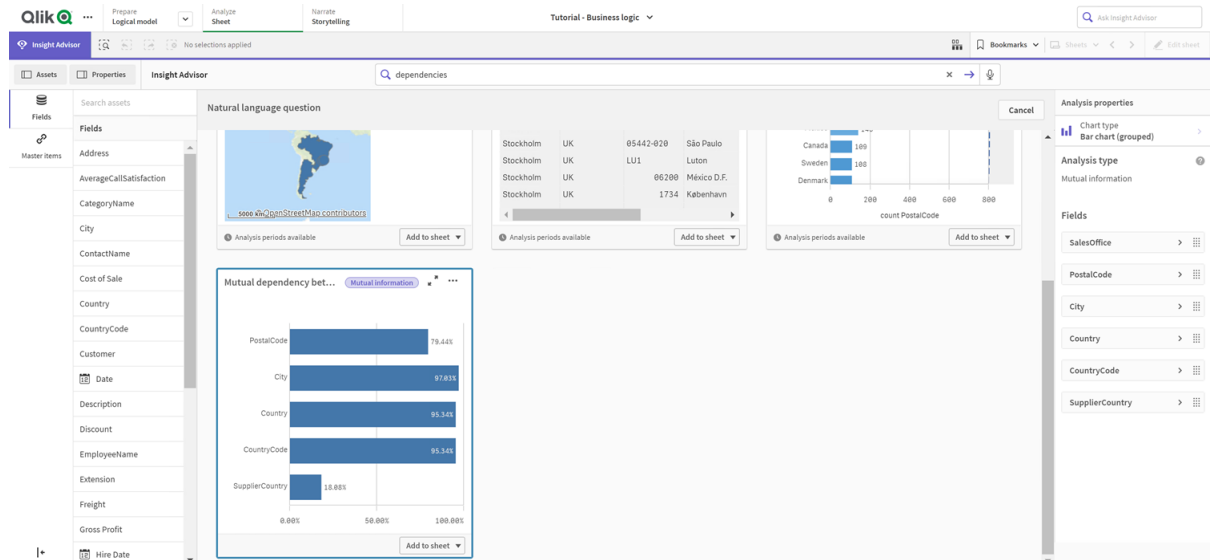 Qlik
Prepare
Logical model
Analyze
Sheet
Narrate
Storytelling
Tutorial - Business logic
Ask Insight Advisor
Insight Advisor
No selections applied
Bookmarks
Sheets
Edit sheet
Assets
Properties
Insight Advisor
dependencies
Fields
Master items
Search assets
Fields
Address
AverageCallSatisfaction
CategoryName
City
ContactName
Cost of Sale
Country
CountryCode
Customer
Date
Description
Discount
EmployeeName
Extension
Freight
Gross Profit
Hire Date
Natural language question
Cancel
5000 km
© OpenStreetMap contributors
Analysis periods available
Add to sheet
Stockholm UK 05442-020 São Paulo
Stockholm UK LU1 Luton
Stockholm UK 06200 México D.F.
Stockholm UK 1734 København
Analysis periods available
Add to sheet
Canada 109
Sweden 108
Denmark
0 200 400 600 800
count PostalCode
Analysis periods available
Add to sheet
Mutual dependency bet...
Mutual information
PostalCode 79.44%
City 97.03%
Country 95.34%
CountryCode 95.34%
SupplierCountry 18.08%
0.00% 50.00% 100.00%
Add to sheet
Analysis properties
Chart type
Bar chart (grouped)
Analysis type
Mutual information
Fields
SalesOffice
PostalCode
City
Country
CountryCode
SupplierCountry